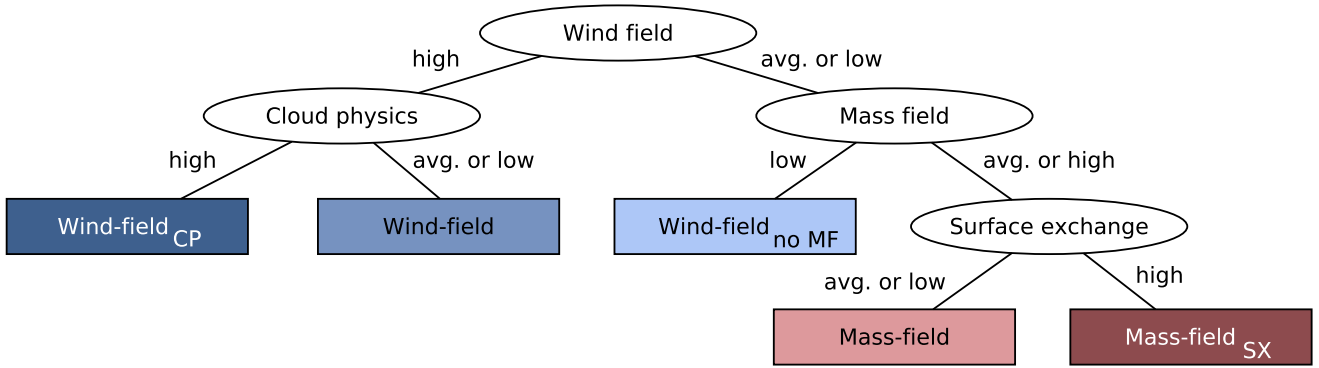 Wind field
high
avg. or low
Cloud physics
Mass field
high
avg. or low
low
avg. or high
Wind-field CP
Wind-field
Wind-field no MF
Surface exchange
avg. or low
high
Mass-field
Mass-field SX